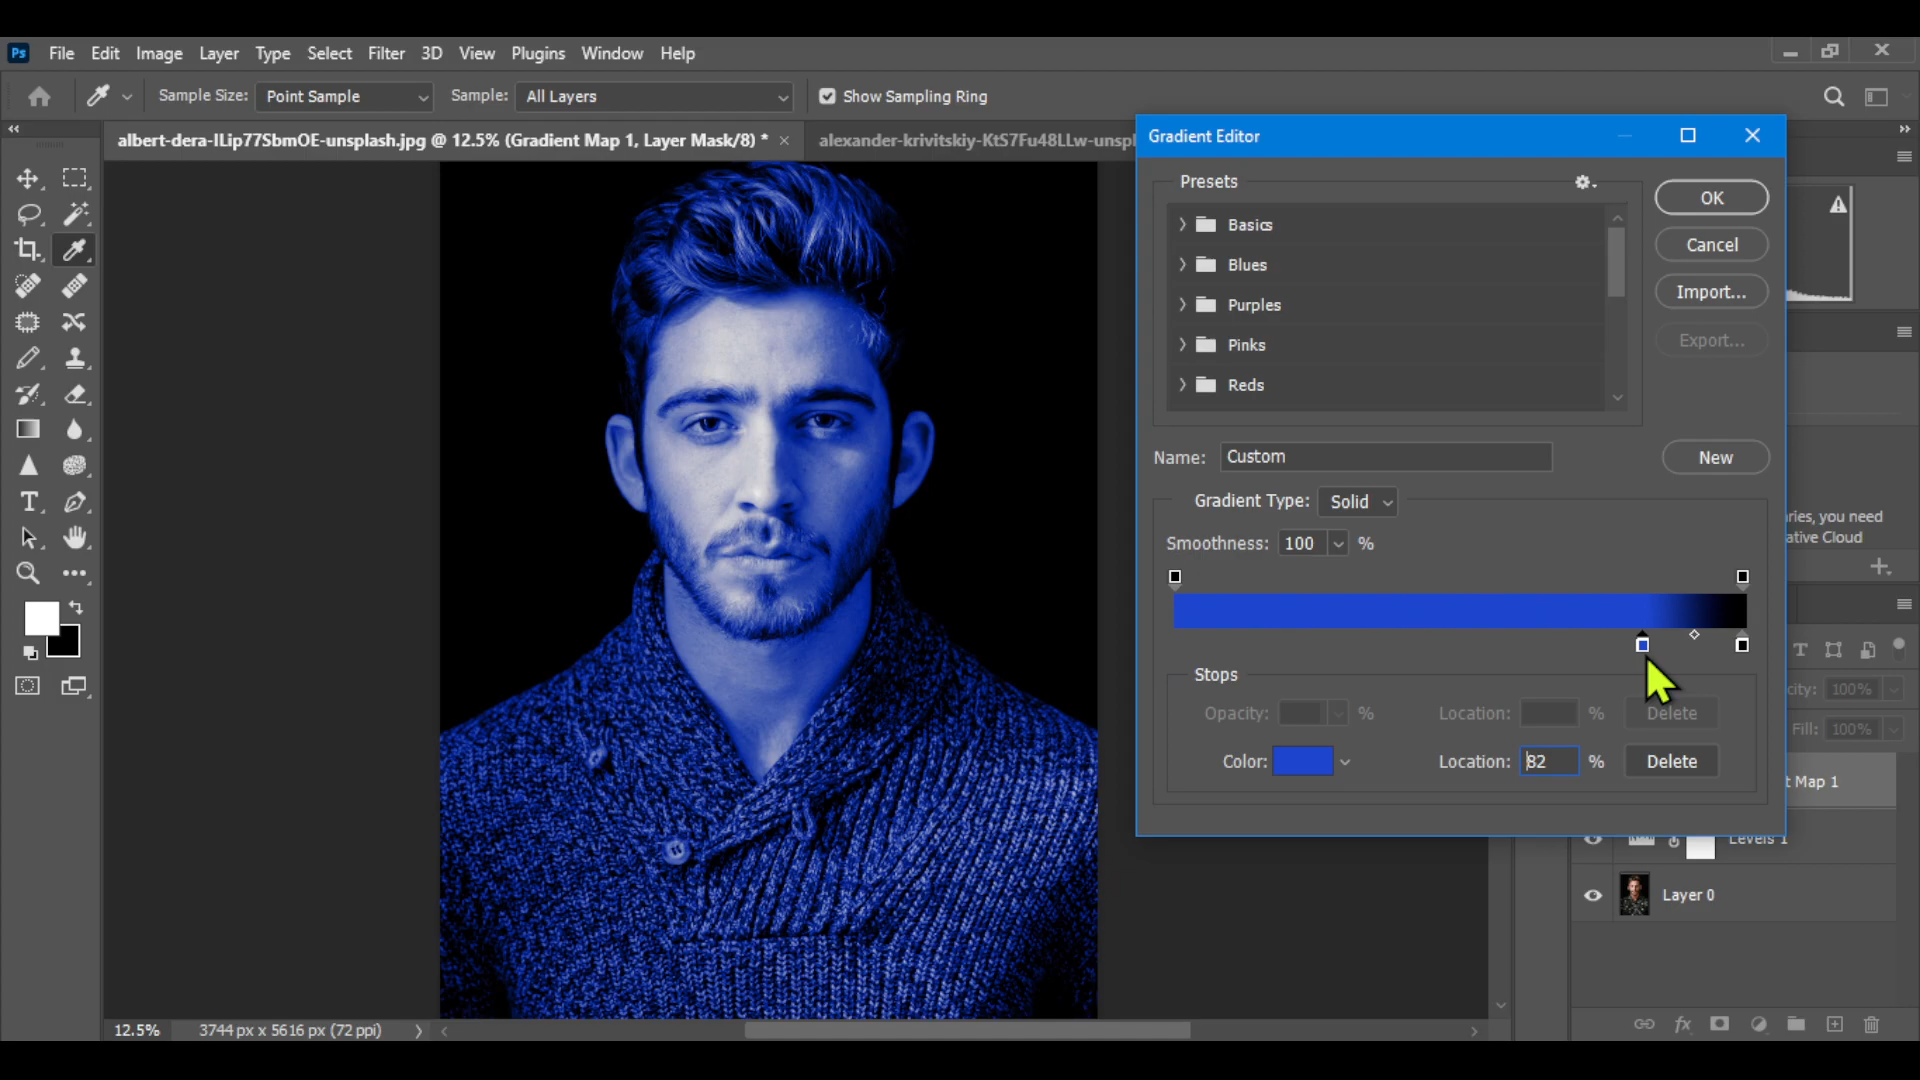 Ps File Edit Image Layer Type Select Filter 3D View Plugins Window Help
Sample Size: Point Sample Sample: All Layers Show Sampling Ring
albert-dera-ILip77SbmOE-unsplash.jpg @ 12.5% (Gradient Map 1, Layer Mask/8) *
alexander-krivitskiy-KtS7Fu48LLw-unspl
Gradient Editor
Presets
Basics
Blues
Purples
Pinks
Reds
OK
Cancel
Import...
Export...
Name: Custom
New
Gradient Type: Solid
Smoothness: 100 %
Stops
Opacity: % Location: % Delete
Color: Location: 82 % Delete
ries, you need
ative Cloud
city: 100%
Fill: 100%
t Map 1
Levels 1
Layer 0
12.5% 3744 px x 5616 px (72 ppi)